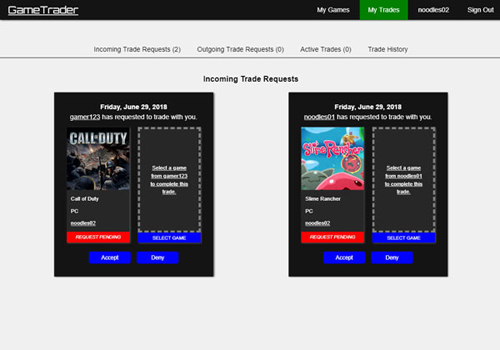 GameTrader
My Games
My Trades
noodles02
Sign Out
Incoming Trade Requests (2)
Outgoing Trade Requests (0)
Active Trades (0)
Trade History
Incoming Trade Requests
Friday, June 29, 2018
gamer123 has requested to trade with you.
CALL OF DUTY
Select a game
from gamer123
to complete this
trade.
Call of Duty
PC
noodles02
REQUEST PENDING
SELECT GAME
Accept
Deny
Friday, June 29, 2018
noodles01 has requested to trade with you.
Slime Rancher
Select a game
from noodles01
to complete this
trade.
Slime Rancher
PC
noodles02
REQUEST PENDING
SELECT GAME
Accept
Deny